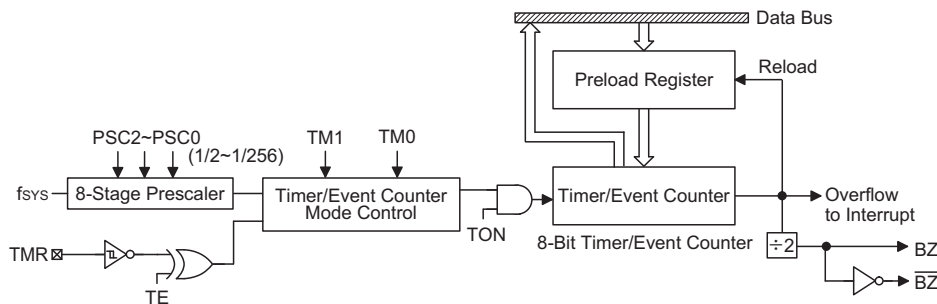 Data Bus
Preload Register
Reload
PSC2~PSC0
(1/2~1/256)
TM1
TM0
fSYS
8-Stage Prescaler
Timer/Event Counter
Mode Control
TON
Timer/Event Counter
8-Bit Timer/Event Counter
Overflow
to Interrupt
÷2
BZ
B̅Z̅
TMR
TE